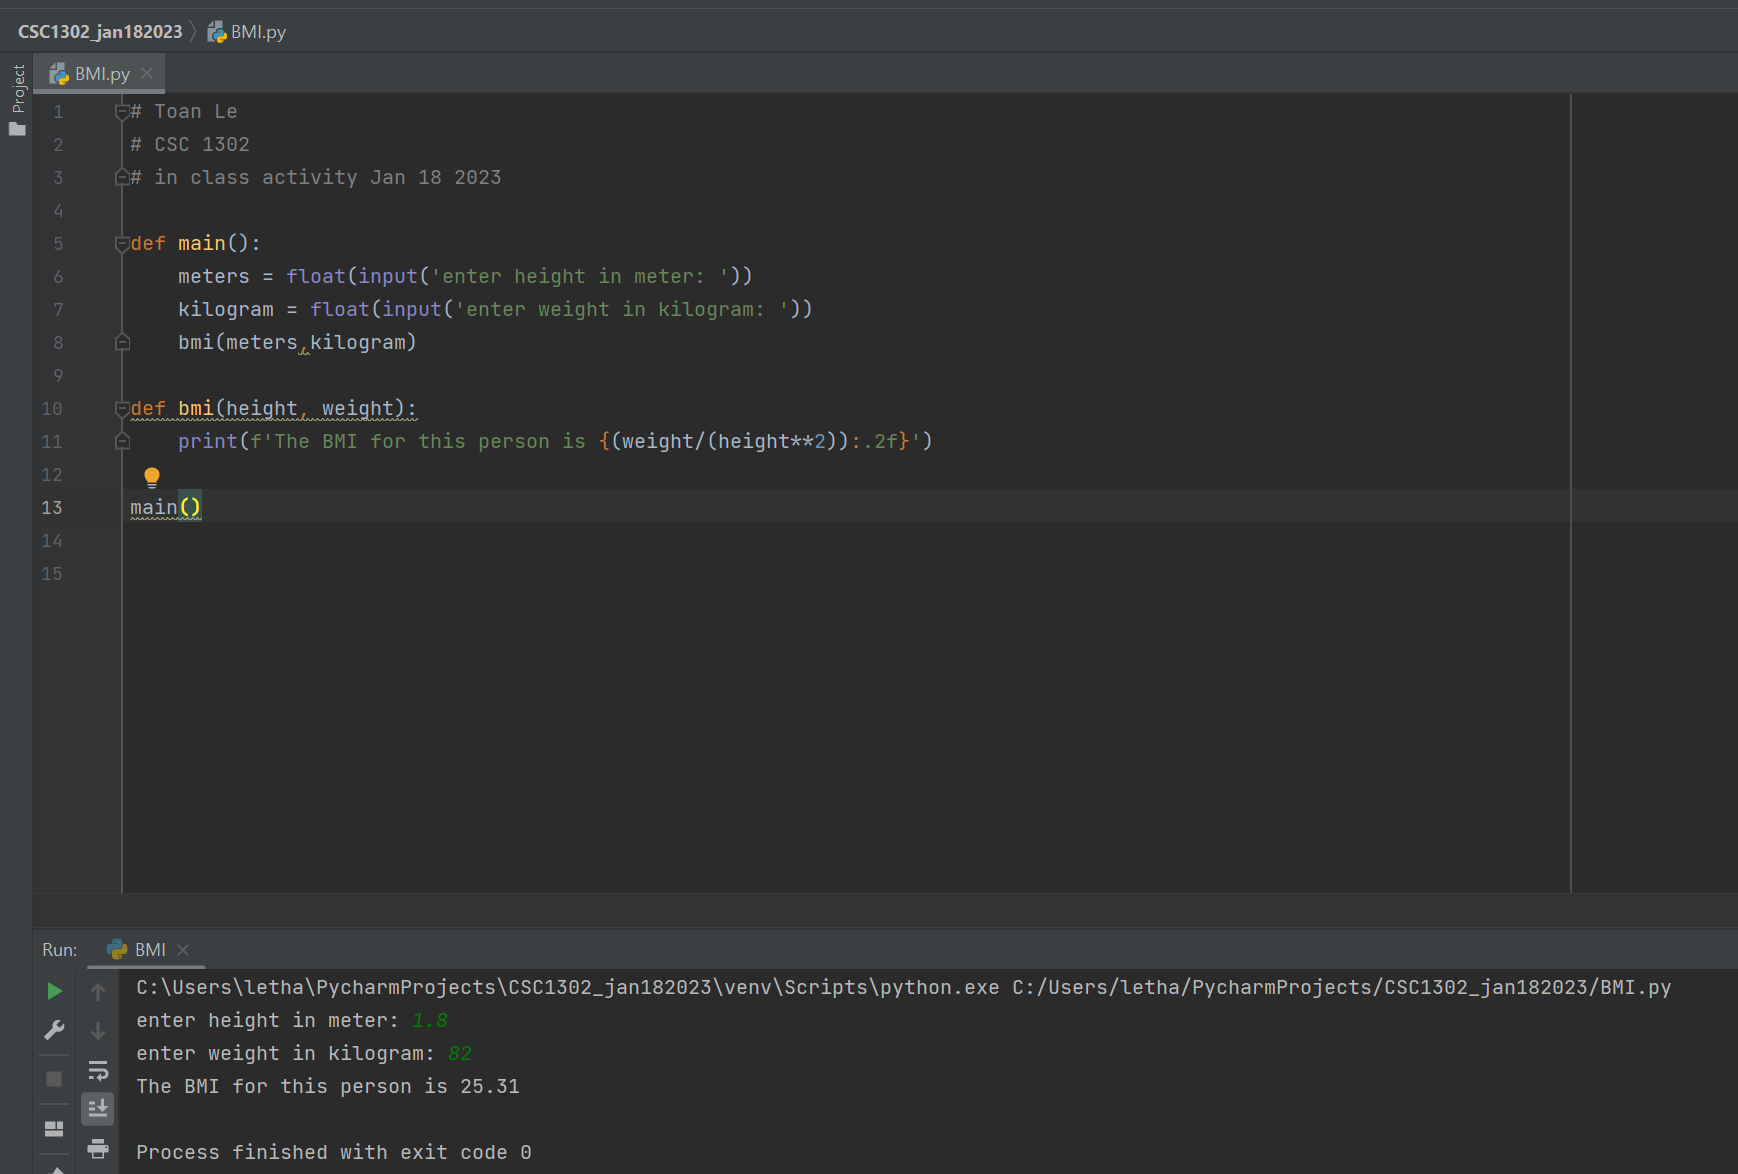 CSC1302_jan182023 BMI.py
Project
BMI.py
1 # Toan Le
2 # CSC 1302
3 # in class activity Jan 18 2023
4
5 def main():
6     meters = float(input('enter height in meter: '))
7     kilogram = float(input('enter weight in kilogram: '))
8     bmi(meters,kilogram)
9
10 def bmi(height, weight):
11     print(f'The BMI for this person is {(weight/(height**2)):.2f}')
12
13 main()
14
15
Run: BMI
C:\Users\letha\PycharmProjects\CSC1302_jan182023\venv\Scripts\python.exe C:/Users/letha/PycharmProjects/CSC1302_jan182023/BMI.py
enter height in meter: 1.8
enter weight in kilogram: 82
The BMI for this person is 25.31
Process finished with exit code 0